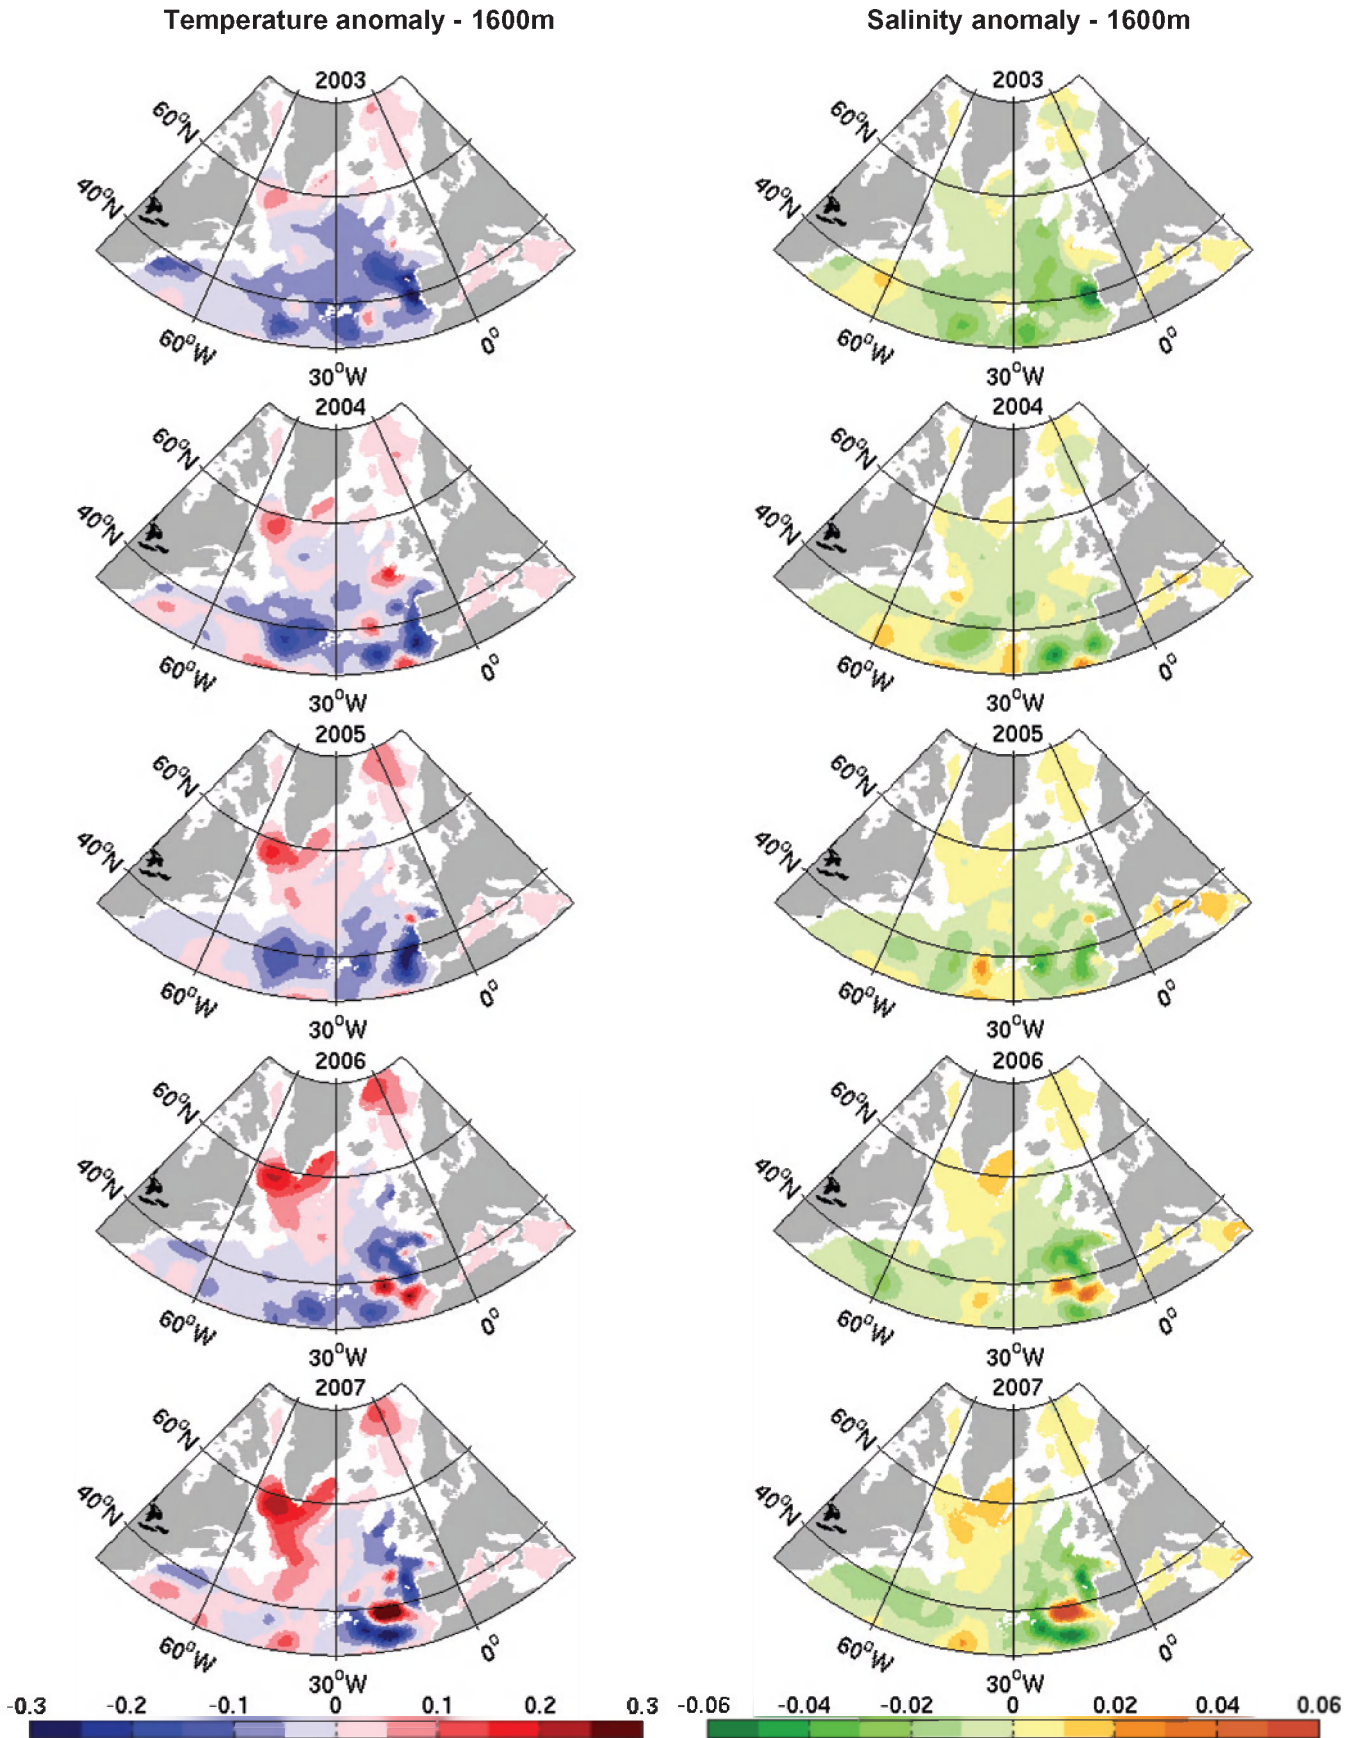 Temperature anomaly - 1600m Salinity anomaly - 1600m
2003 2003
60°N 60°N
40°N 40°N
60°W 0° 60°W 0°
30°W 30°W
2004 2004
60°N 60°N
40°N 40°N
60°W 0° 60°W 0°
30°W 30°W
2005 2005
60°N 60°N
40°N 40°N
60°W 0° 60°W 0°
30°W 30°W
2006 2006
60°N 60°N
40°N 40°N
60°W 0° 60°W 0°
30°W 30°W
2007 2007
60°N 60°N
40°N 40°N
60°W 0° 60°W 0°
30°W 30°W
-0.3 -0.2 -0.1 0 0.1 0.2 0.3 -0.06 -0.04 -0.02 0 0.02 0.04 0.06